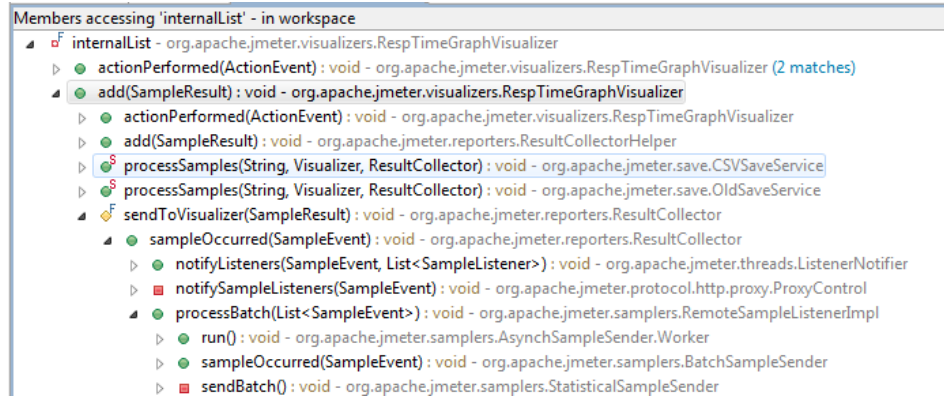 Members accessing 'internalList' - in workspace
F internalList - org.apache.jmeter.visualizers.RespTimeGraphVisualizer
actionPerformed(ActionEvent) : void - org.apache.jmeter.visualizers.RespTimeGraphVisualizer (2 matches)
add(SampleResult) : void - org.apache.jmeter.visualizers.RespTimeGraphVisualizer
actionPerformed(ActionEvent) : void - org.apache.jmeter.visualizers.RespTimeGraphVisualizer
add(SampleResult) : void - org.apache.jmeter.reporters.ResultCollectorHelper
S processSamples(String, Visualizer, ResultCollector) : void - org.apache.jmeter.save.CSVSaveService
S processSamples(String, Visualizer, ResultCollector) : void - org.apache.jmeter.save.OldSaveService
F sendToVisualizer(SampleResult) : void - org.apache.jmeter.reporters.ResultCollector
sampleOccurred(SampleEvent) : void - org.apache.jmeter.reporters.ResultCollector
notifyListeners(SampleEvent, List<SampleListener>) : void - org.apache.jmeter.threads.ListenerNotifier
notifySampleListeners(SampleEvent) : void - org.apache.jmeter.protocol.http.proxy.ProxyControl
processBatch(List<SampleEvent>) : void - org.apache.jmeter.samplers.RemoteSampleListenerImpl
run() : void - org.apache.jmeter.samplers.AsynchSampleSender.Worker
sampleOccurred(SampleEvent) : void - org.apache.jmeter.samplers.BatchSampleSender
sendBatch() : void - org.apache.jmeter.samplers.StatisticalSampleSender